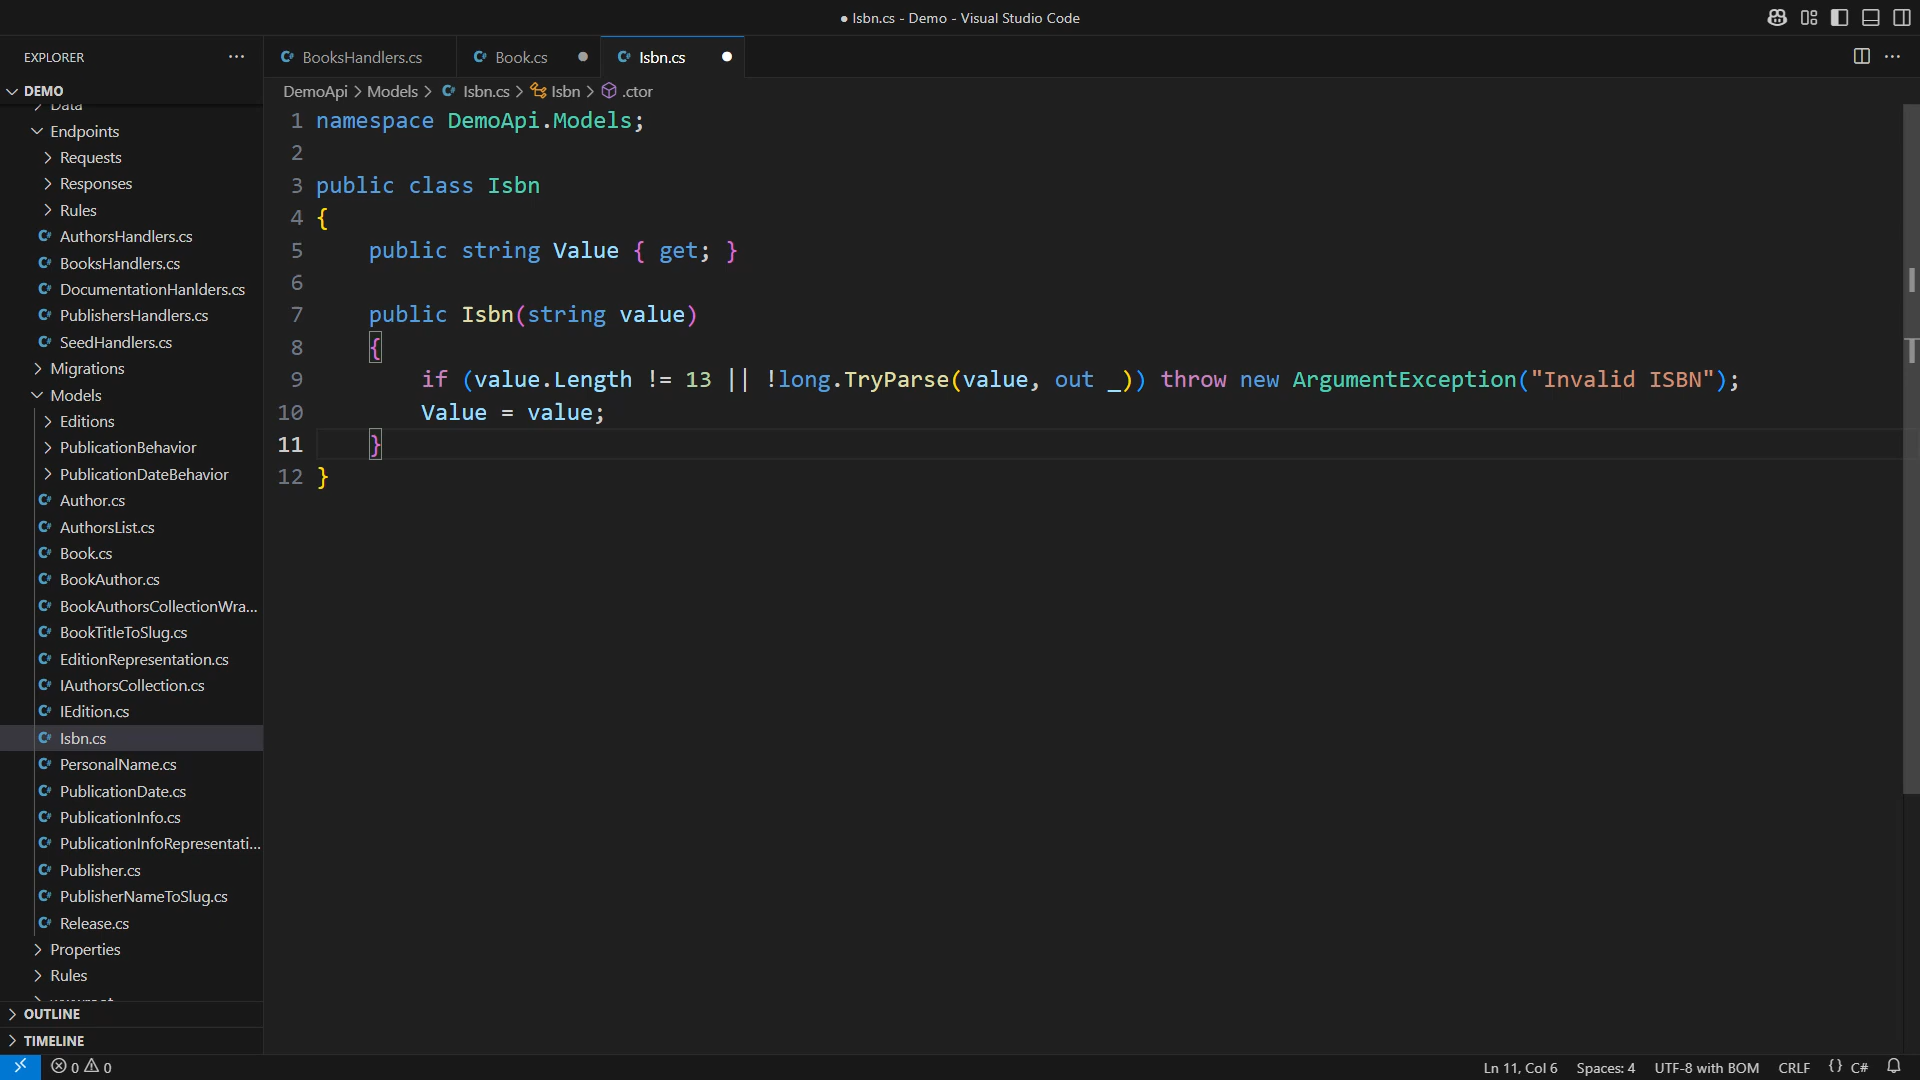 Isbn.cs - Demo - Visual Studio Code
EXPLORER
BooksHandlers.cs
Book.cs
Isbn.cs
DEMO
Data
Endpoints
Requests
Responses
Rules
AuthorsHandlers.cs
BooksHandlers.cs
DocumentationHanlders.cs
PublishersHandlers.cs
SeedHandlers.cs
Migrations
Models
Editions
PublicationBehavior
PublicationDateBehavior
Author.cs
AuthorsList.cs
Book.cs
BookAuthor.cs
BookAuthorsCollectionWra...
BookTitleToSlug.cs
EditionRepresentation.cs
IAuthorsCollection.cs
IEdition.cs
Isbn.cs
PersonalName.cs
PublicationDate.cs
PublicationInfo.cs
PublicationInfoRepresentati...
Publisher.cs
PublisherNameToSlug.cs
Release.cs
Properties
Rules
OUTLINE
TIMELINE
DemoApi > Models > Isbn.cs > Isbn > .ctor
1 namespace DemoApi.Models;
2
3 public class Isbn
4 {
5     public string Value { get; }
6
7     public Isbn(string value)
8     {
9         if (value.Length != 13 || !long.TryParse(value, out _)) throw new ArgumentException("Invalid ISBN");
10         Value = value;
11     }
12 }
0 0
Ln 11, Col 6 Spaces: 4 UTF-8 with BOM CRLF {} C#